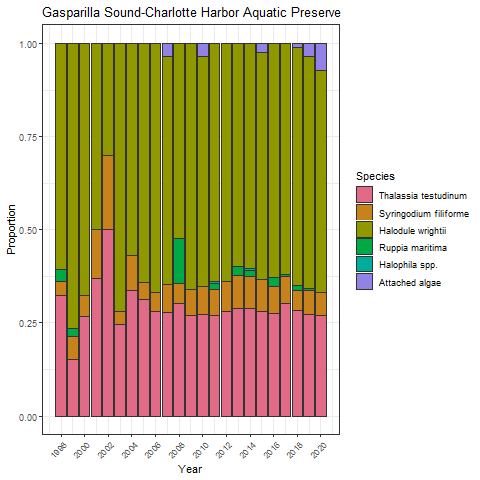 Gasparilla Sound-Charlotte Harbor Aquatic Preserve
1.00
0.75
0.50
0.25
0.00
Proportion
1998
2000
2002
2004
2006
2008
2010
2012
2014
2016
2018
2020
Year
Species
Thalassia testudinum
Syringodium filiforme
Halodule wrightii
Ruppia maritima
Halophila spp.
Attached algae